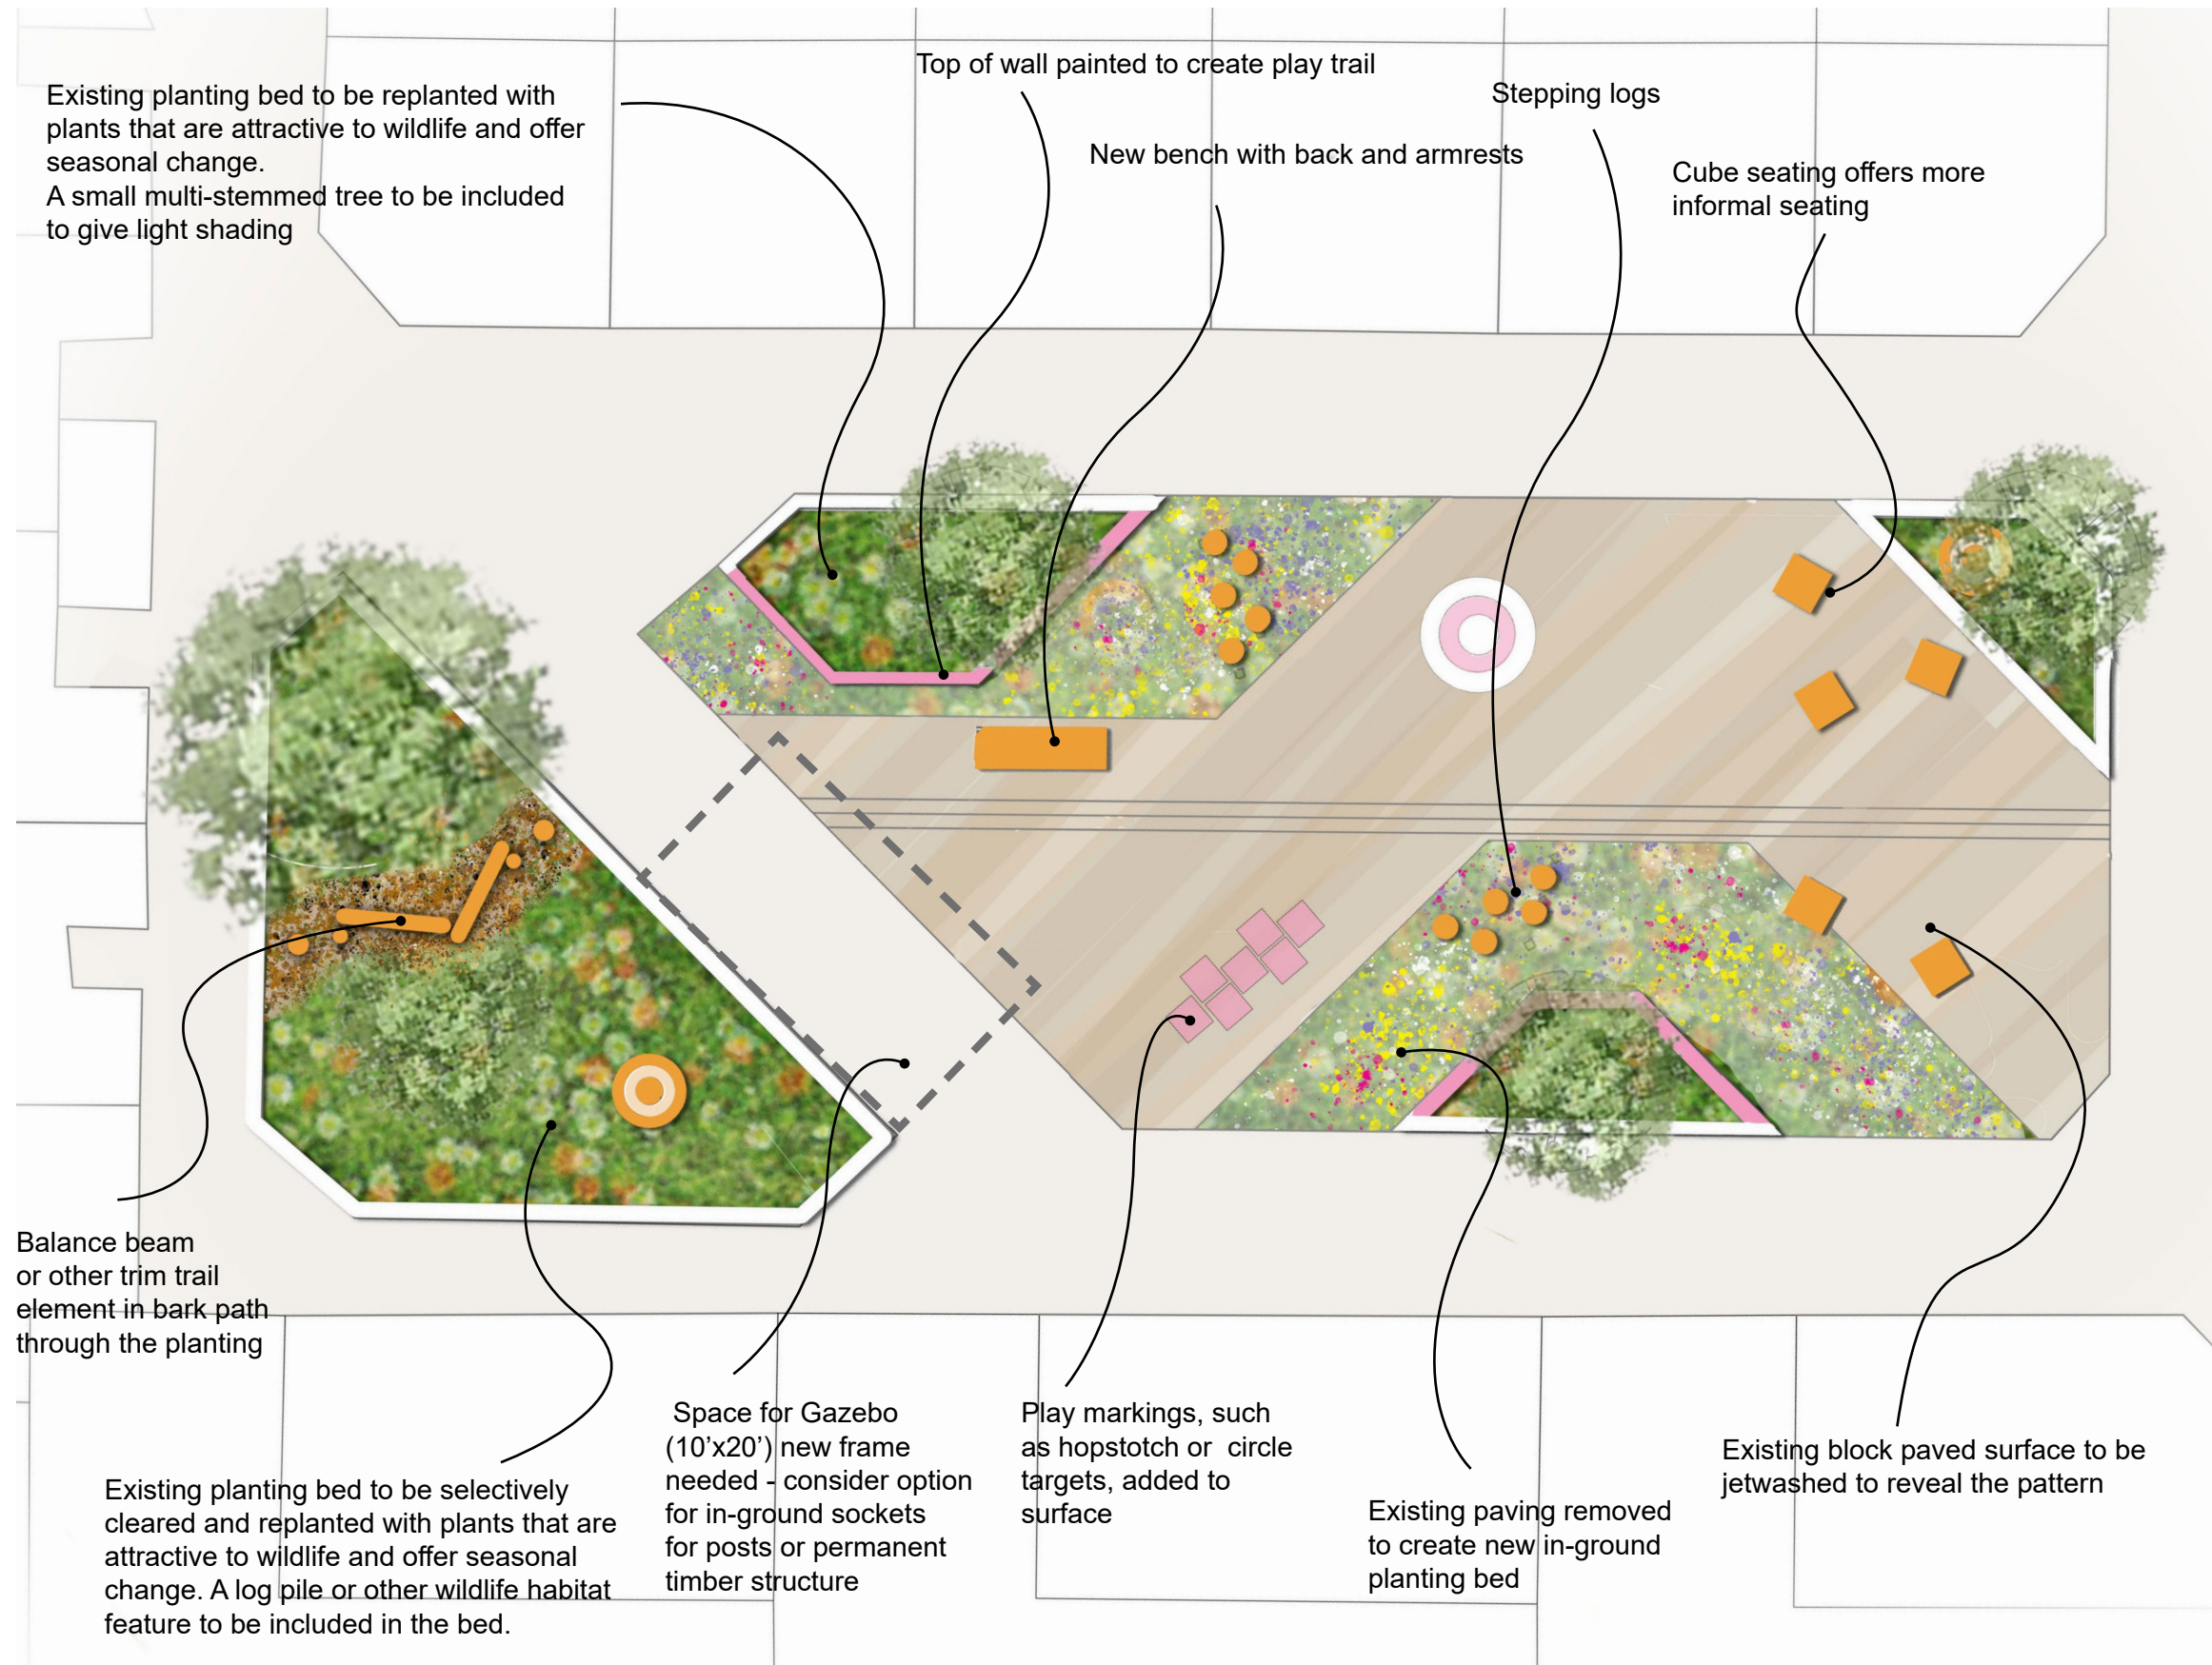 Existing planting bed to be replanted with
plants that are attractive to wildlife and offer
seasonal change.
A small multi-stemmed tree to be included
to give light shading
Top of wall painted to create play trail
New bench with back and armrests
Stepping logs
Cube seating offers more
informal seating
Balance beam
or other trim trail
element in bark path
through the planting
Existing planting bed to be selectively
cleared and replanted with plants that are
attractive to wildlife and offer seasonal
change. A log pile or other wildlife habitat
feature to be included in the bed.
Space for Gazebo
(10’x20’) new frame
needed - consider option
for in-ground sockets
for posts or permanent
timber structure
Play markings, such
as hopstotch or circle
targets, added to
surface
Existing paving removed
to create new in-ground
planting bed
Existing block paved surface to be
jetwashed to reveal the pattern